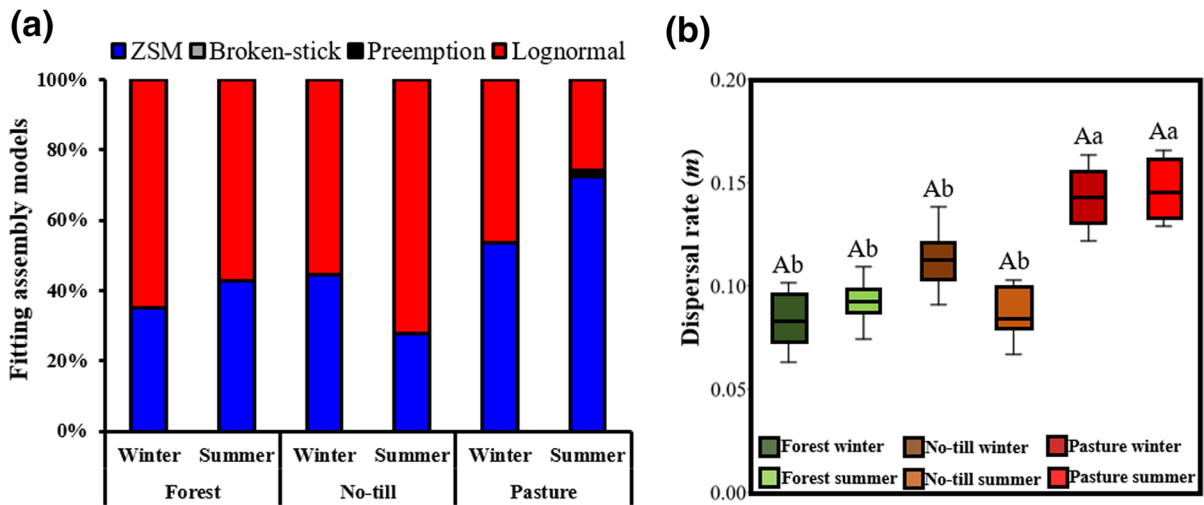 (a)
ZSM Broken-stick Preemption Lognormal
Fitting assembly models
100%
80%
60%
40%
20%
0%
Winter Summer Winter Summer Winter Summer
Forest No-till Pasture
(b)
Dispersal rate (m)
0.20
0.15
0.10
0.05
0.00
Ab Ab Ab Ab Aa Aa
Forest winter No-till winter Pasture winter
Forest summer No-till summer Pasture summer